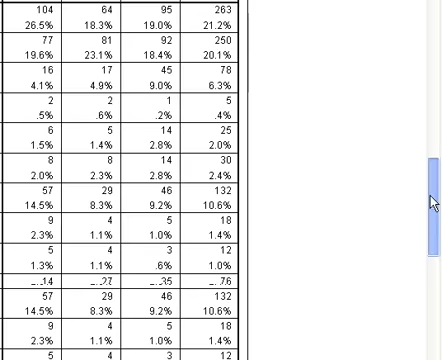 104 64 95 263
26.5% 18.3% 19.0% 21.2%
77 81 92 250
19.6% 23.1% 18.4% 20.1%
16 17 45 78
4.1% 4.9% 9.0% 6.3%
2 2 1 5
.5% .6% .2% .4%
6 5 14 25
1.5% 1.4% 2.8% 2.0%
8 8 14 30
2.0% 2.3% 2.8% 2.4%
57 29 46 132
14.5% 8.3% 9.2% 10.6%
9 4 5 18
2.3% 1.1% 1.0% 1.4%
5 4 3 12
1.3% 1.1% .6% 1.0%
14 27 35 76
57 29 46 132
14.5% 8.3% 9.2% 10.6%
9 4 5 18
2.3% 1.1% 1.0% 1.4%
5 4 3 12